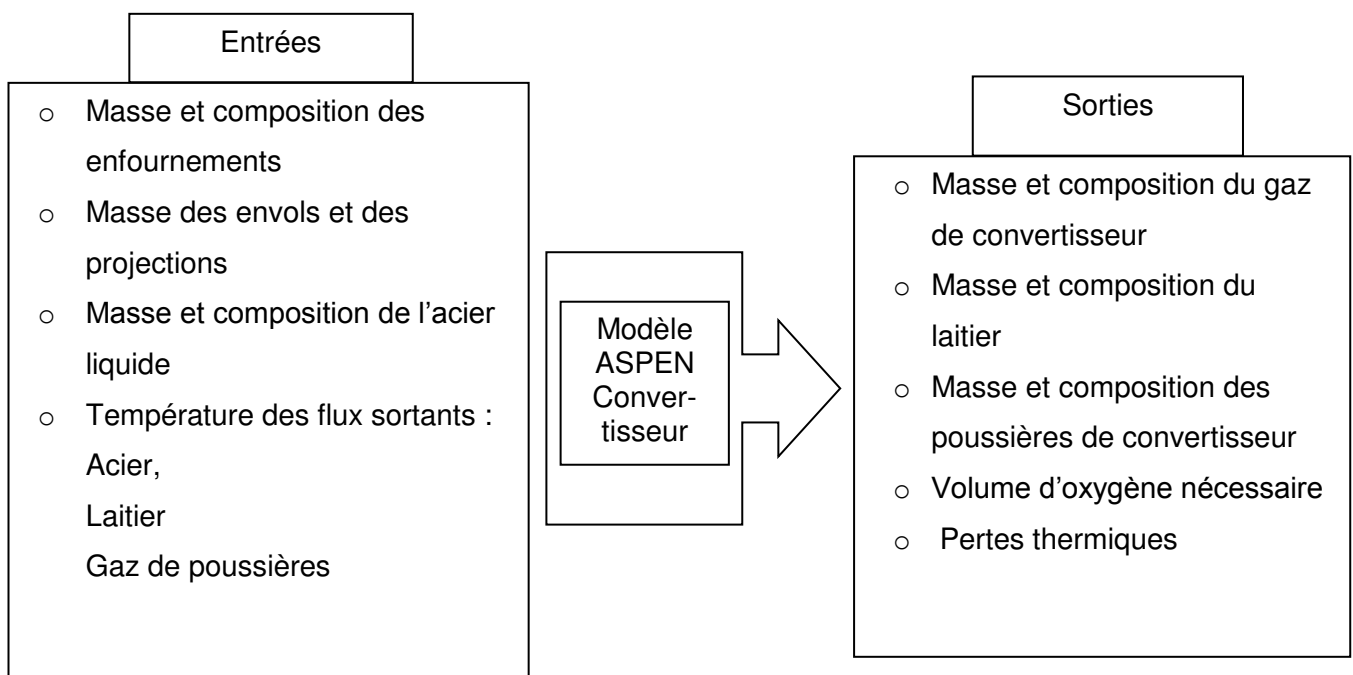 Entrées
○ Masse et composition des
enfournements
○ Masse des envols et des
projections
○ Masse et composition de l’acier
liquide
○ Température des flux sortants :
Acier,
Laitier
Gaz de poussières
Modèle
ASPEN
Conver-
tisseur
Sorties
○ Masse et composition du gaz
de convertisseur
○ Masse et composition du
laitier
○ Masse et composition des
poussières de convertisseur
○ Volume d’oxygène nécessaire
○ Pertes thermiques